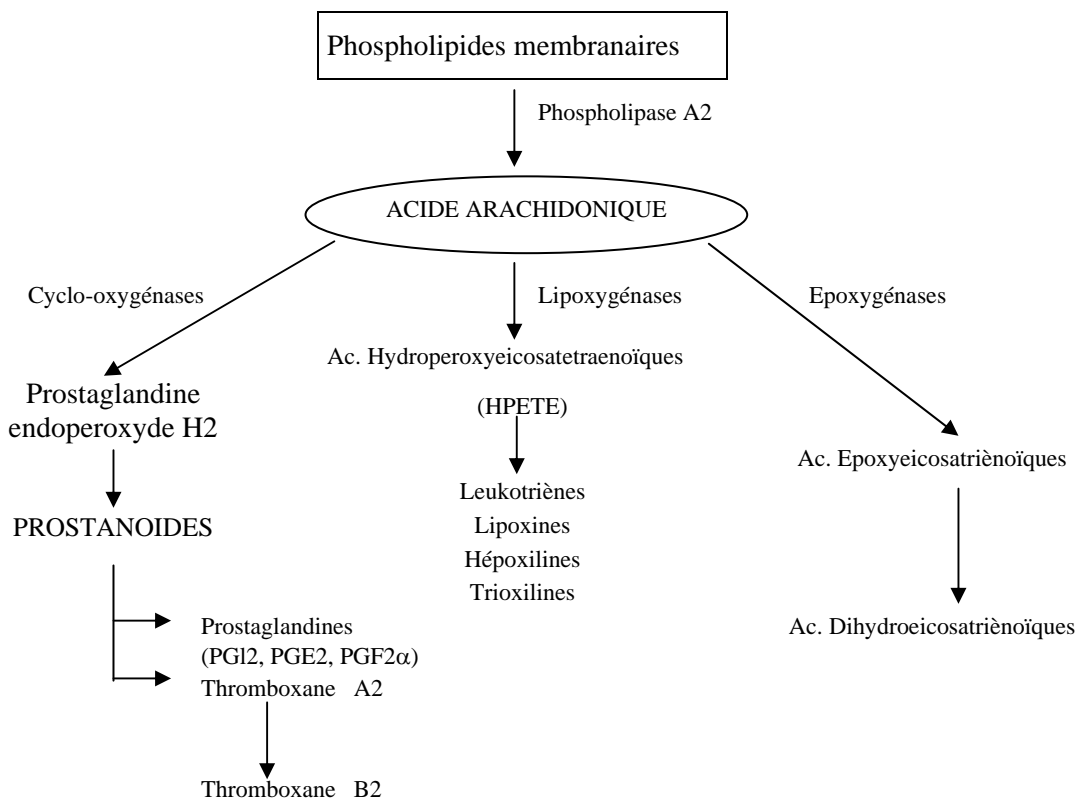 Phospholipides membranaires
Phospholipase A2
ACIDE ARACHIDONIQUE
Cyclo-oxygénases
Lipoxygénases
Epoxygénases
Ac. Hydroperoxyeicosatetraenoïques
(HPETE)
Prostaglandine
endoperoxyde H2
Ac. Epoxyeicosatriènoïques
Leukotriènes
Lipoxines
Hépoxilines
Trioxilines
PROSTANOIDES
Prostaglandines
(PGl2, PGE2, PGF2α)
Thromboxane A2
Ac. Dihydroeicosatriènoïques
Thromboxane B2